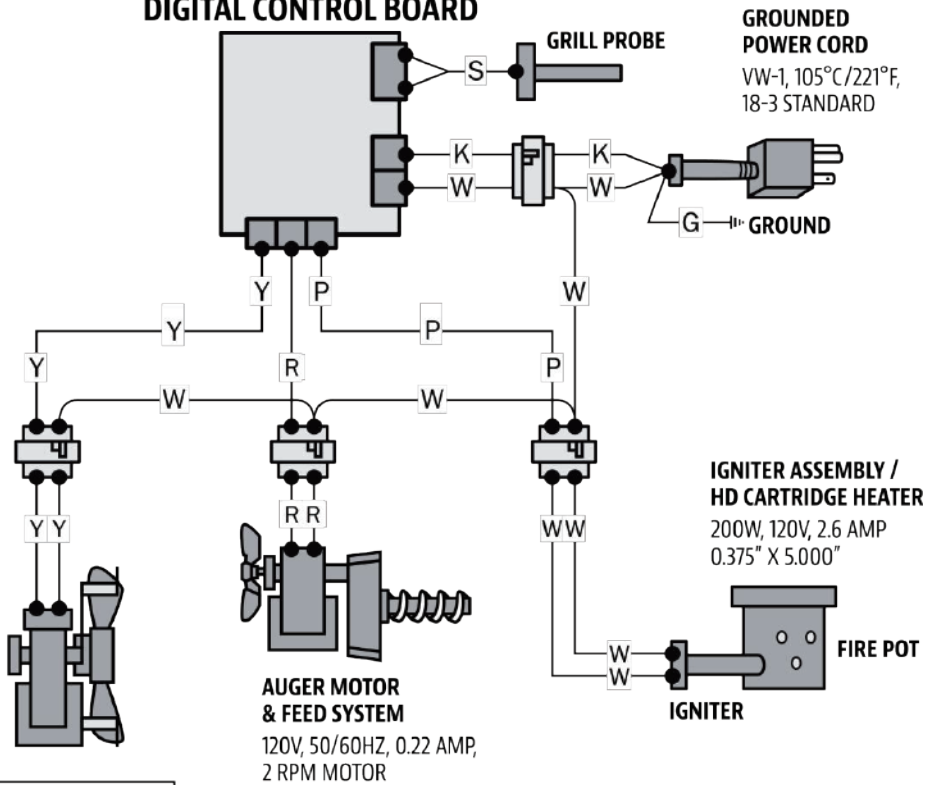 DIGITAL CONTROL BOARD
GRILL PROBE
GROUNDED
POWER CORD
VW-1, 105°C/221°F,
18-3 STANDARD
S
K
K
W
W
G
GROUND
Y
P
W
Y
P
Y
R
P
W
W
Y Y
R R
W W
IGNITER ASSEMBLY /
HD CARTRIDGE HEATER
200W, 120V, 2.6 AMP
0.375" X 5.000"
W
W
FIRE POT
IGNITER
AUGER MOTOR
& FEED SYSTEM
120V, 50/60HZ, 0.22 AMP,
2 RPM MOTOR